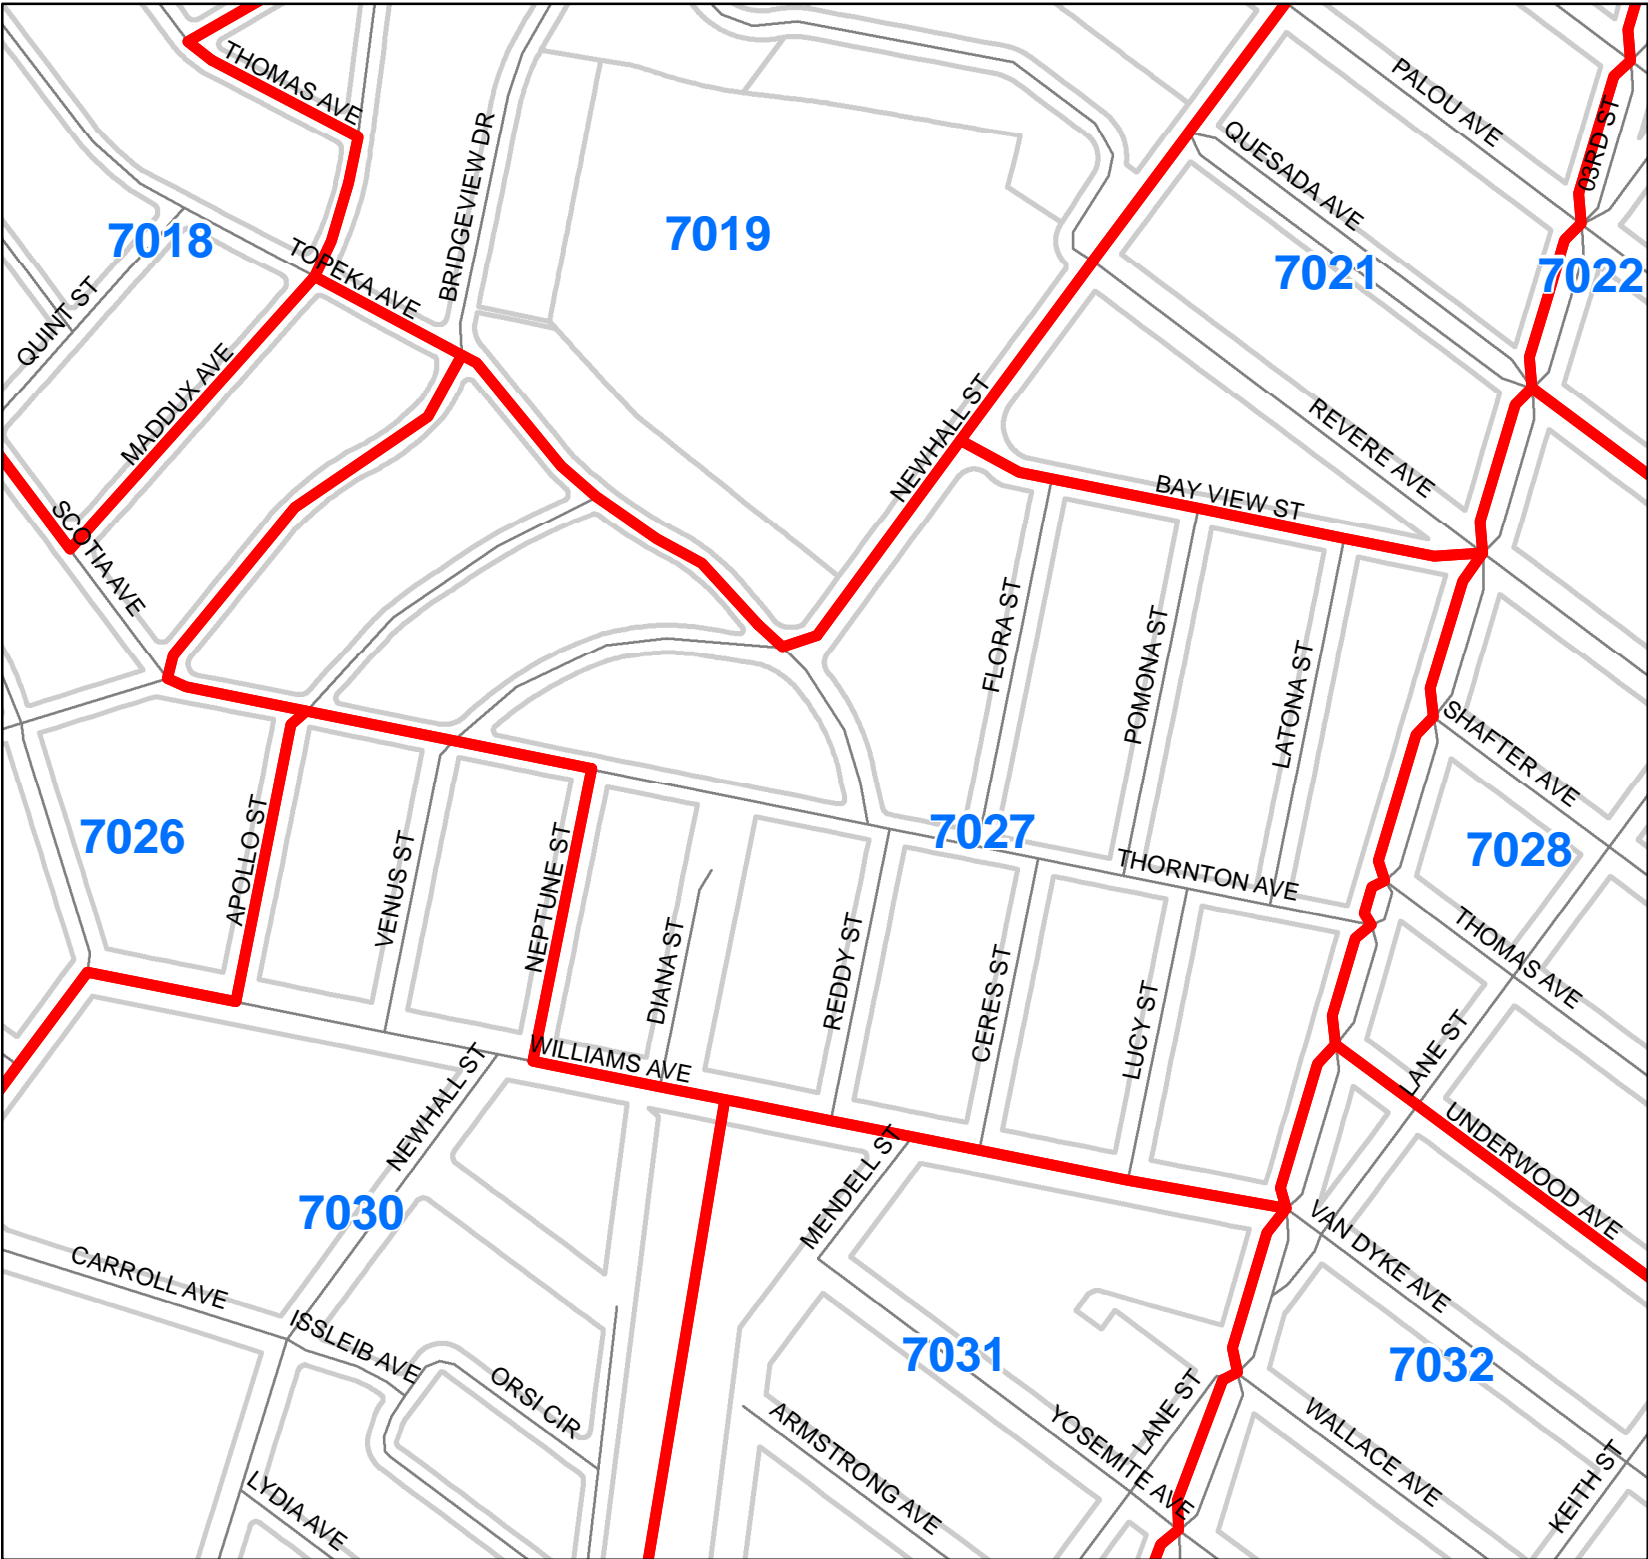 THOMAS AVE
PALOU AVE
03RD ST
QUESADA AVE
BRIDGEVIEW DR
7018
7019
7021
7022
TOPEKA AVE
QUINT ST
MADDUX AVE
NEWHALL ST
REVERE AVE
BAY VIEW ST
SCOTIA AVE
FLORA ST
POMONA ST
LATONA ST
SHAFTER AVE
7026
7027
7028
APOLLO ST
VENUS ST
NEPTUNE ST
THORNTON AVE
DIANA ST
REDDY ST
CERES ST
LUCY ST
THOMAS AVE
LANE ST
WILLIAMS AVE
NEWHALL ST
MENDELL ST
UNDERWOOD AVE
7030
VAN DYKE AVE
CARROLL AVE
ISSLEIB AVE
7031
7032
ORSI CIR
LANE ST
ARMSTRONG AVE
YOSEMITE AVE
WALLACE AVE
KEITH ST
LYDIA AVE